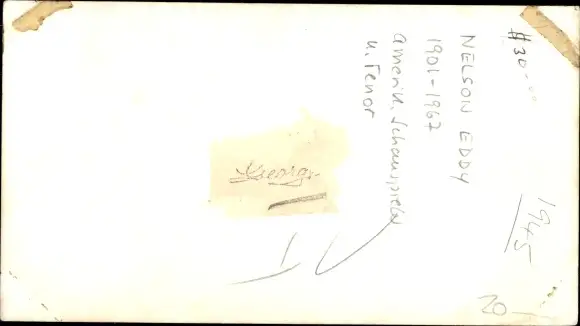 #30-.--
NELSON EDDY
1901-1967
amerik. Schauspieler
u. Tenor
1945
20-